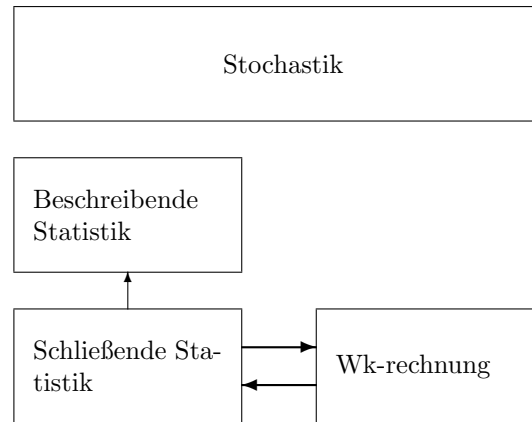 Stochastik
Beschreibende
Statistik
Schließende Sta-
tistik
Wk-rechnung